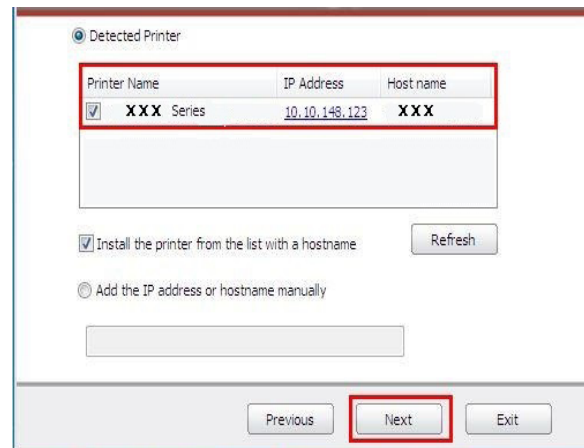 Detected Printer
Printer Name IP Address Host name
XXX Series 10.10.148.123 XXX
Install the printer from the list with a hostname
Refresh
Add the IP address or hostname manually
Previous Next Exit